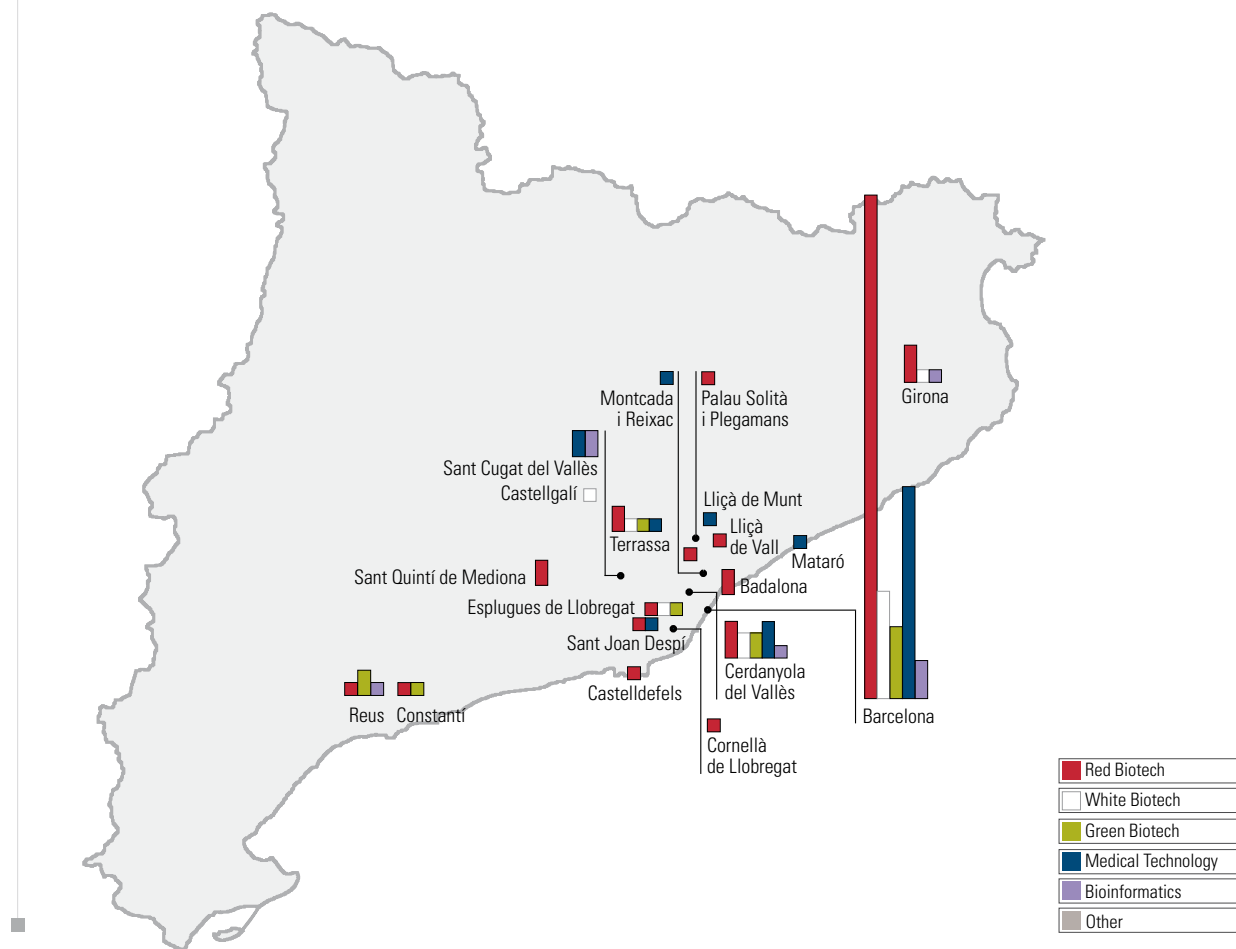 Girona
Montcada
i Reixac
Palau Solità
i Plegamans
Sant Cugat del Vallès
Castellgalí
Lliçà de Munt
Lliçà
de Vall
Terrassa
Mataró
Sant Quintí de Mediona
Badalona
Esplugues de Llobregat
Sant Joan Despí
Cerdanyola
del Vallès
Castelldefels
Reus
Constantí
Barcelona
Cornellà
de Llobregat
Red Biotech
White Biotech
Green Biotech
Medical Technology
Bioinformatics
Other